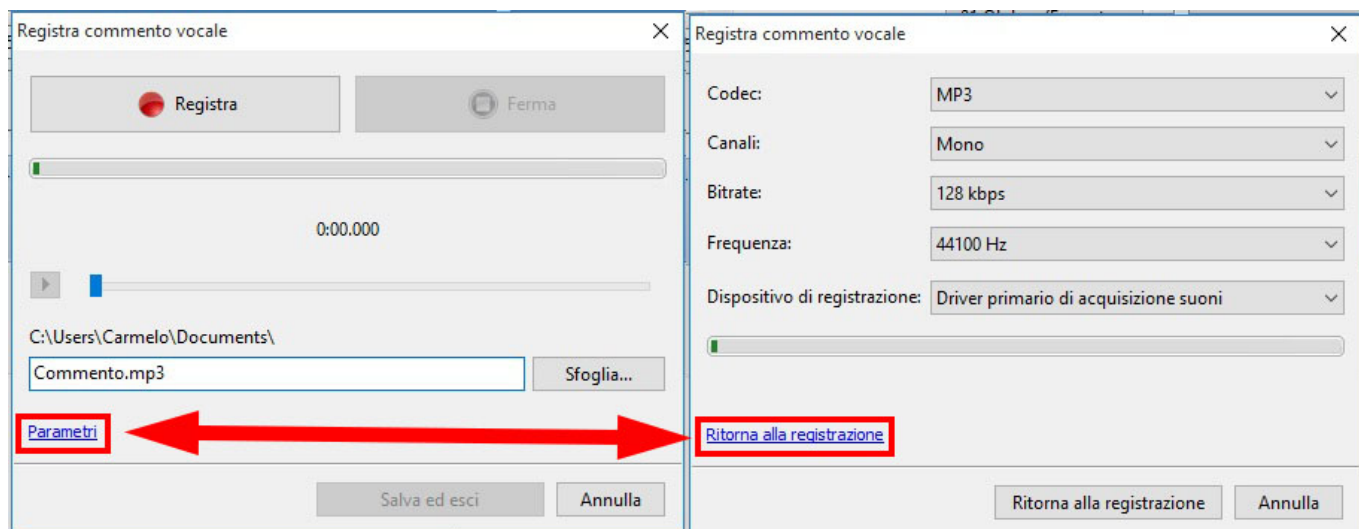 Registra commento vocale
Registra
Ferma
0:00.000
C:\Users\Carmelo\Documents\
Commento.mp3
Sfoglia...
Parametri
Salva ed esci
Annulla
Registra commento vocale
Codec:
MP3
Canali:
Mono
Bitrate:
128 kbps
Frequenza:
44100 Hz
Dispositivo di registrazione:
Driver primario di acquisizione suoni
Ritorna alla registrazione
Ritorna alla registrazione
Annulla